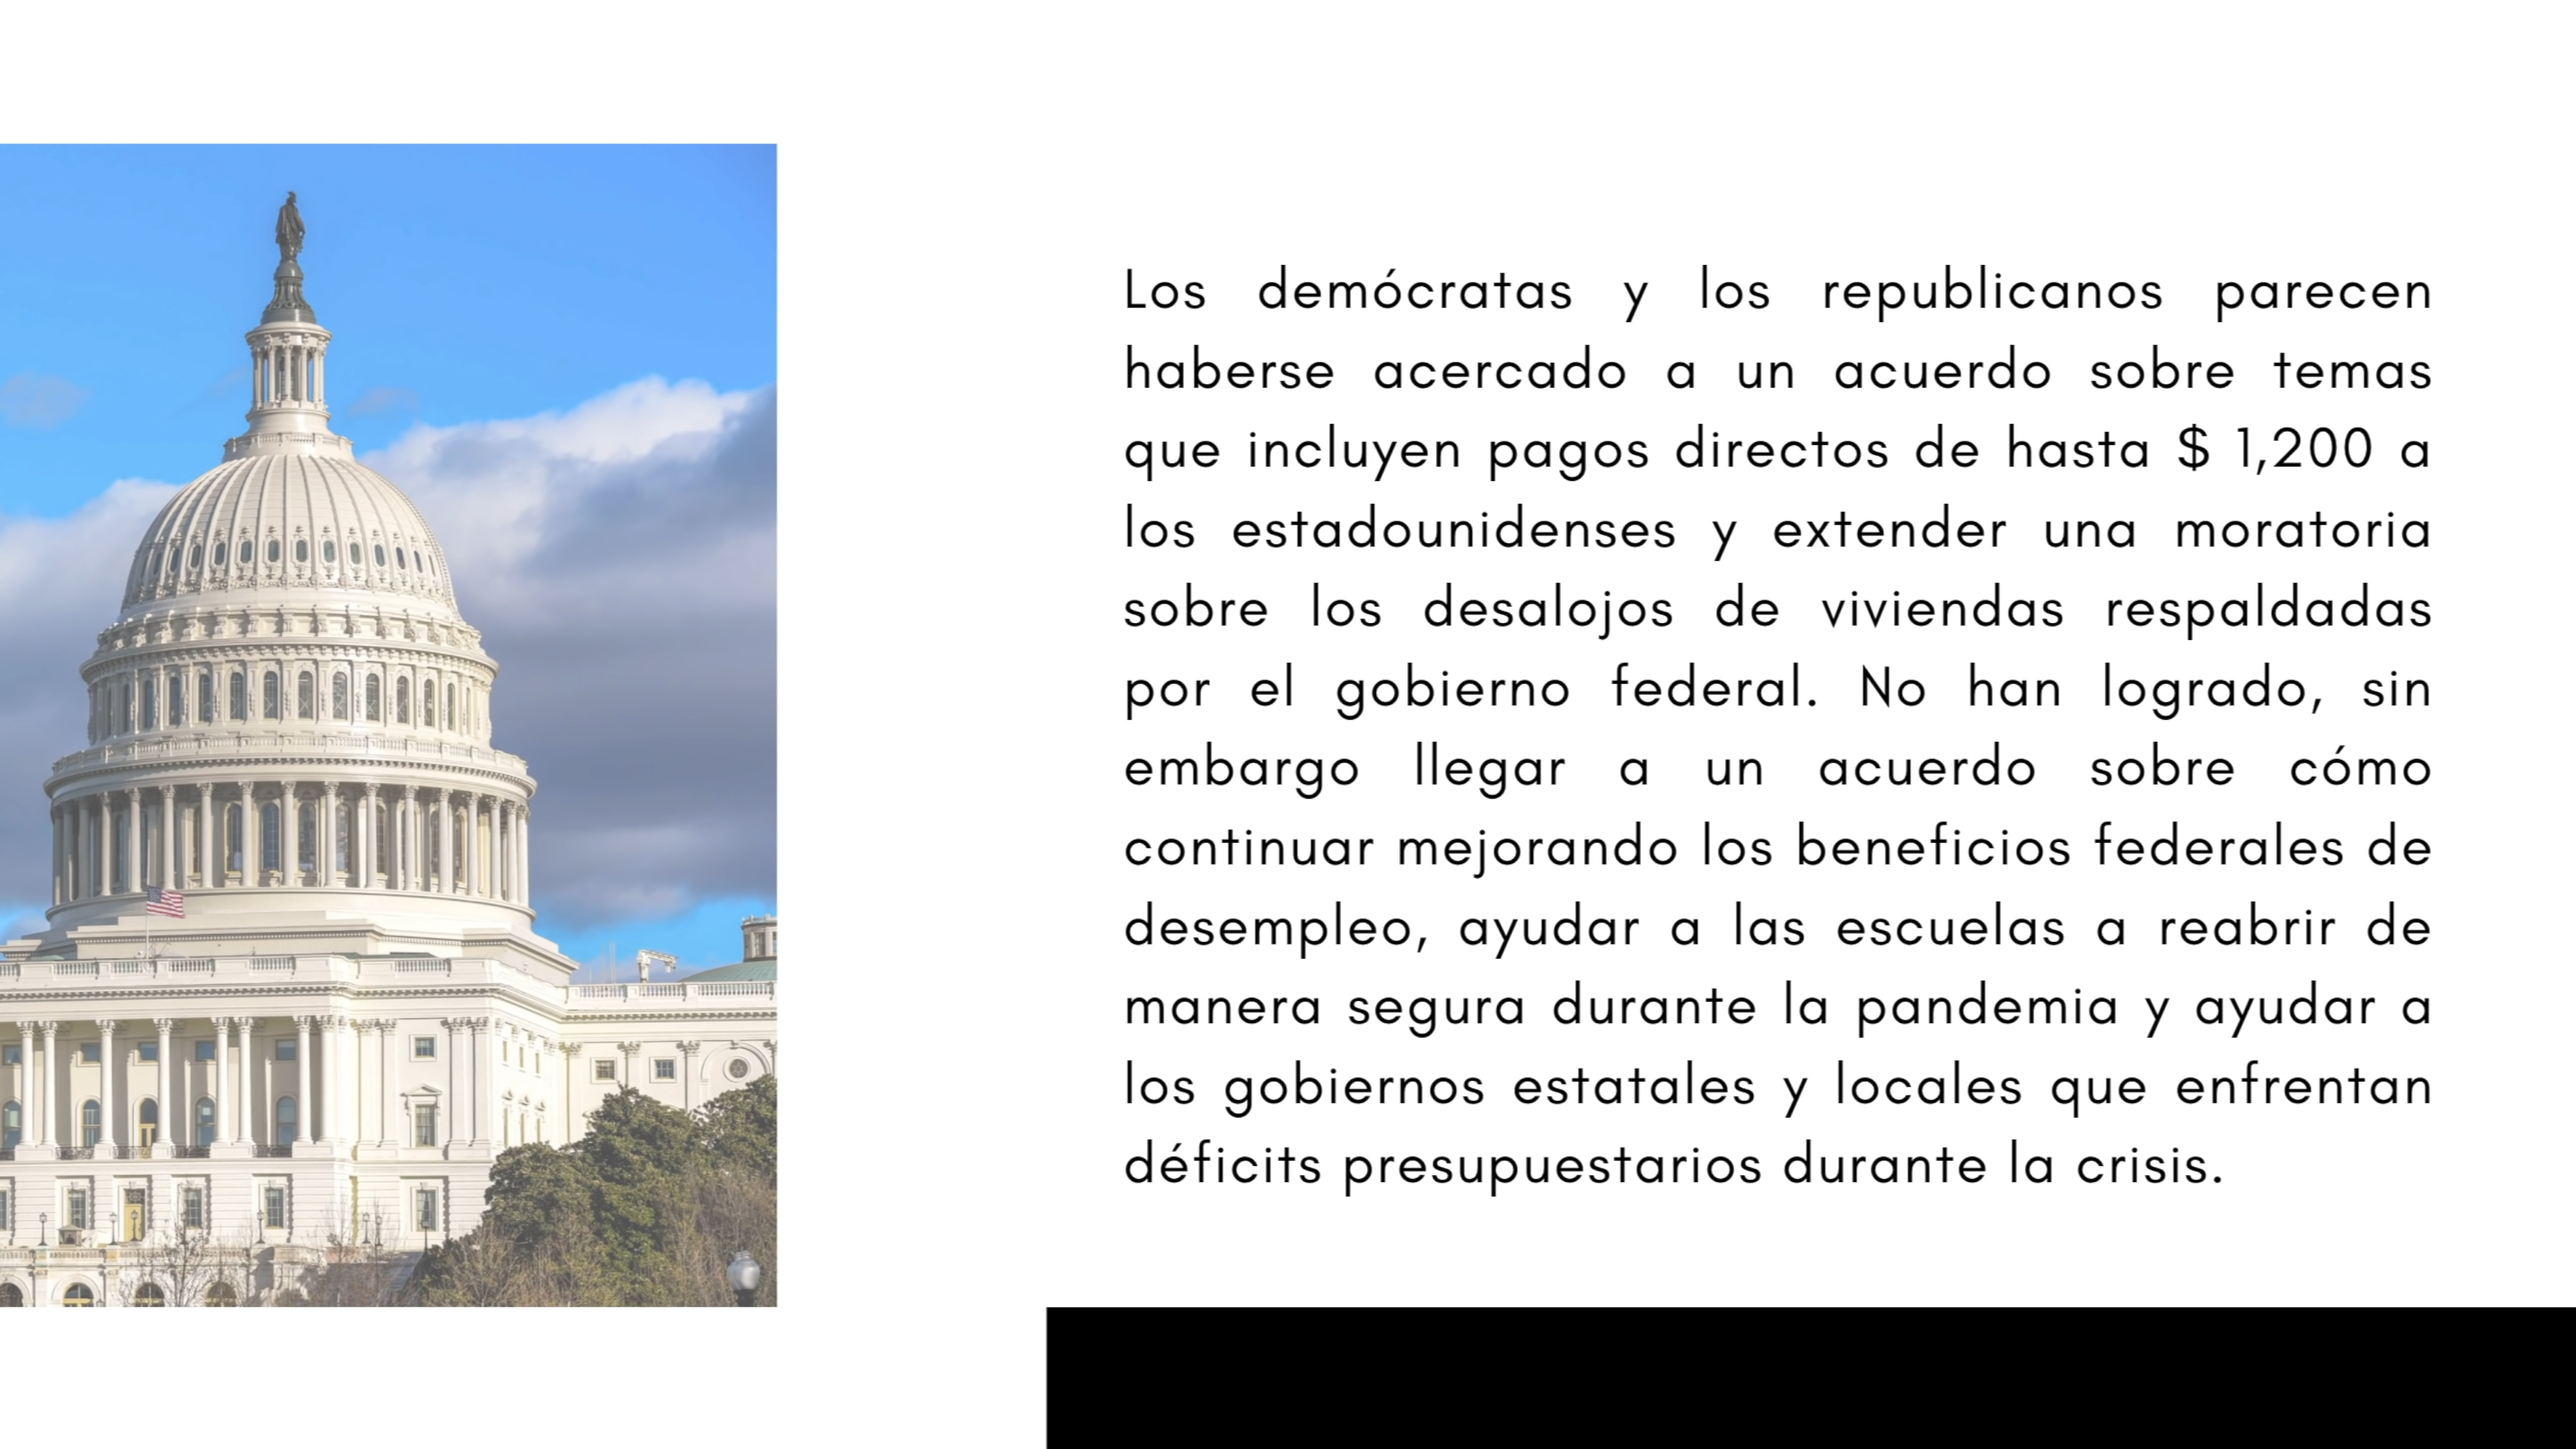 Los demócratas y los republicanos parecen
haberse acercado a un acuerdo sobre temas
que incluyen pagos directos de hasta $ 1,200 a
los estadounidenses y extender una moratoria
sobre los desalojos de viviendas respaldadas
por el gobierno federal. No han logrado, sin
embargo llegar a un acuerdo sobre cómo
continuar mejorando los beneficios federales de
desempleo, ayudar a las escuelas a reabrir de
manera segura durante la pandemia y ayudar a
los gobiernos estatales y locales que enfrentan
déficits presupuestarios durante la crisis.